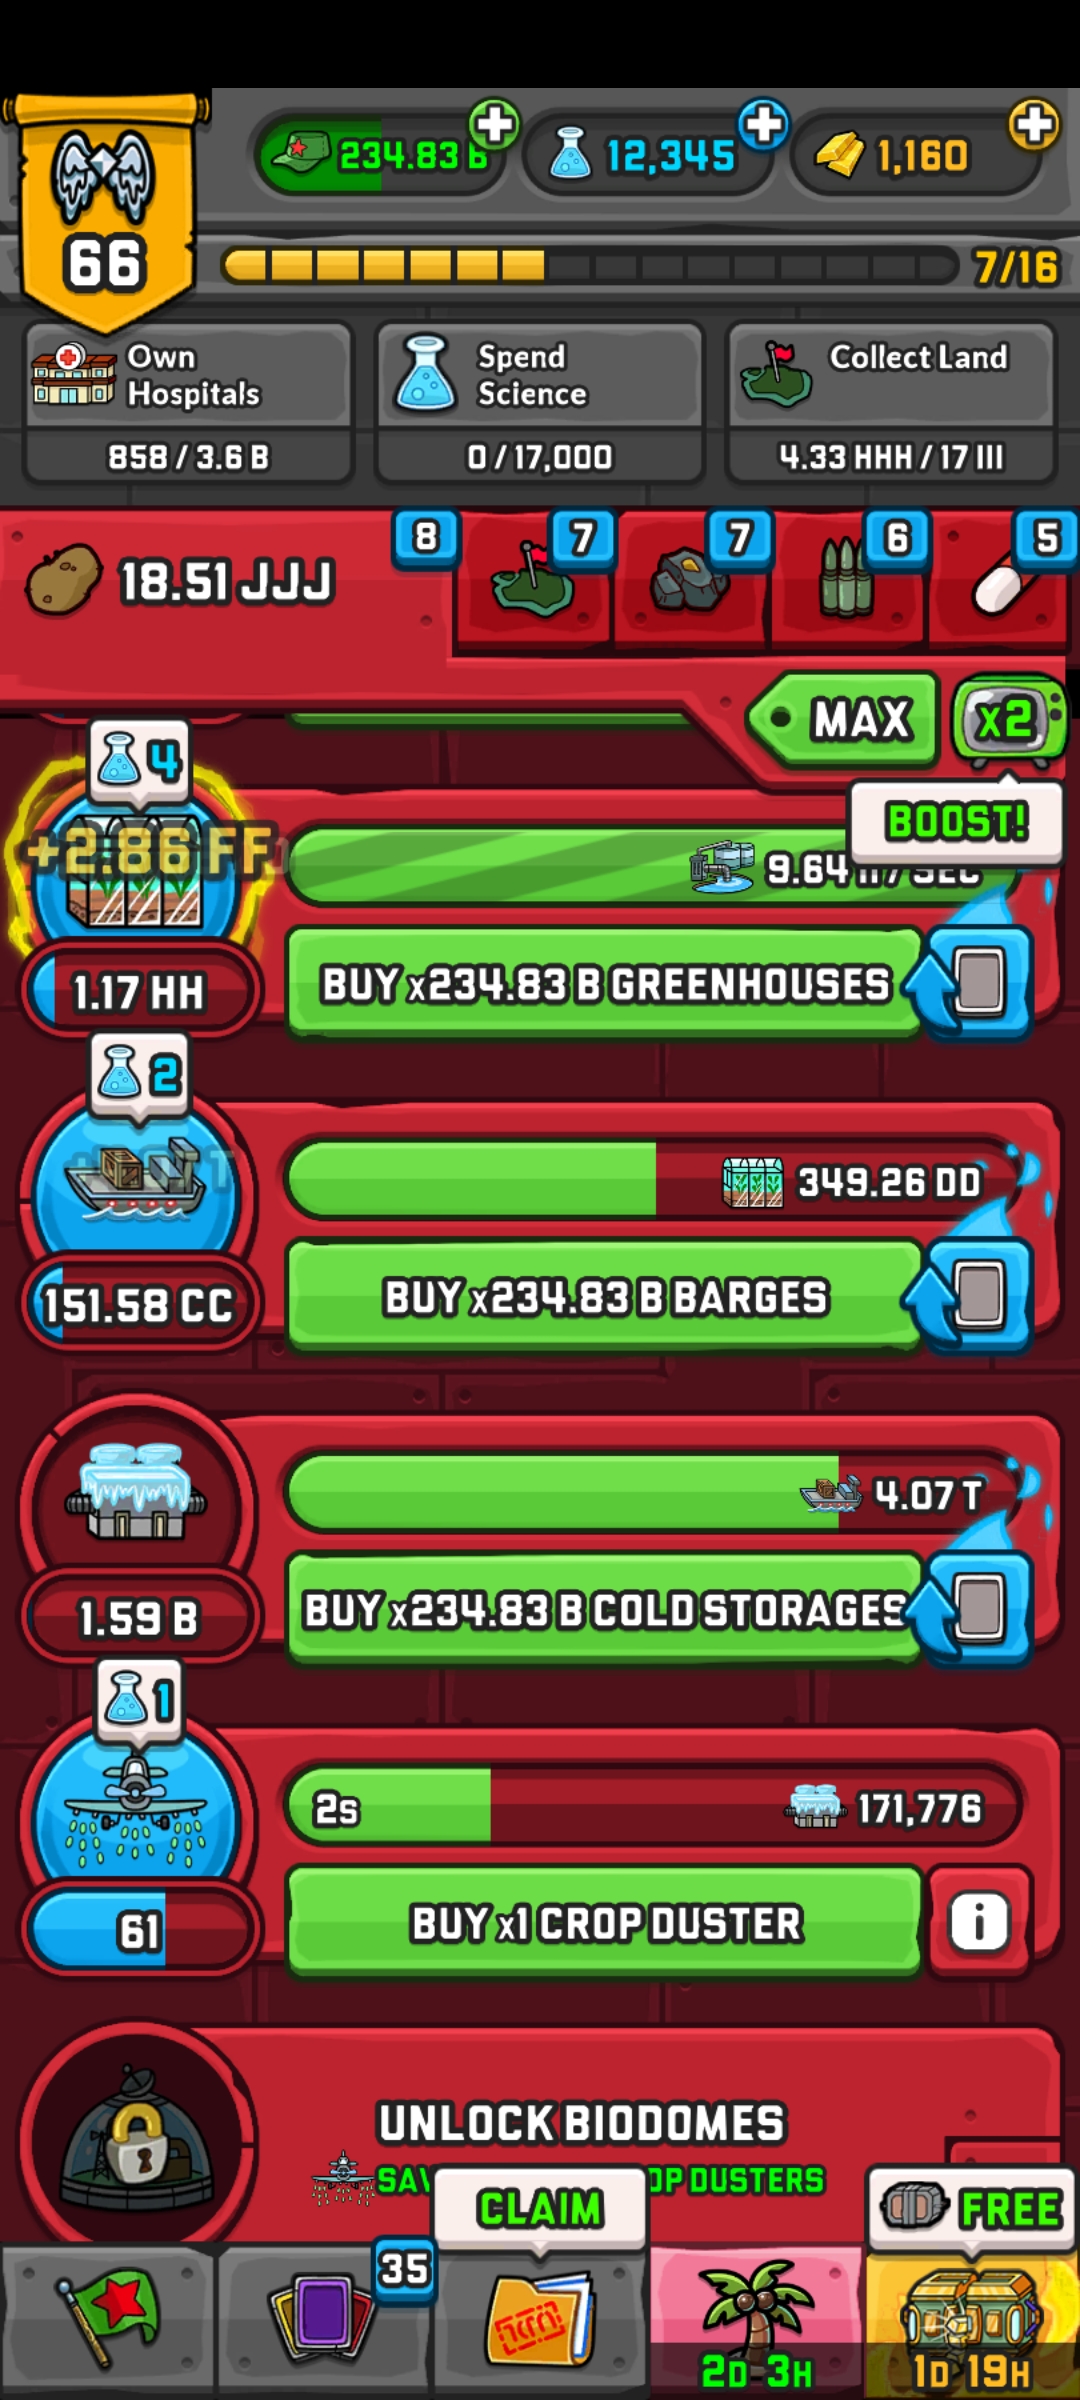 234.83 B
12,345
1,160
66
7/16
Own
Hospitals
858 / 3.6 B
Spend
Science
0 / 17,000
Collect Land
4.33 HHH / 17 III
18.51 JJJ
8
7
7
6
5
MAX
x2
BOOST!
4
+2.86 FF
9.64 H / SEC
1.17 HH
BUY x234.83 B GREENHOUSES
2
349.26 DD
151.58 CC
BUY x234.83 B BARGES
4.07 T
1.59 B
BUY x234.83 B COLD STORAGES
1
2s
171,776
61
BUY x1 CROP DUSTER
i
UNLOCK BIODOMES
DUSTERS
CLAIM
FREE
35
2D 3H
1D 19H